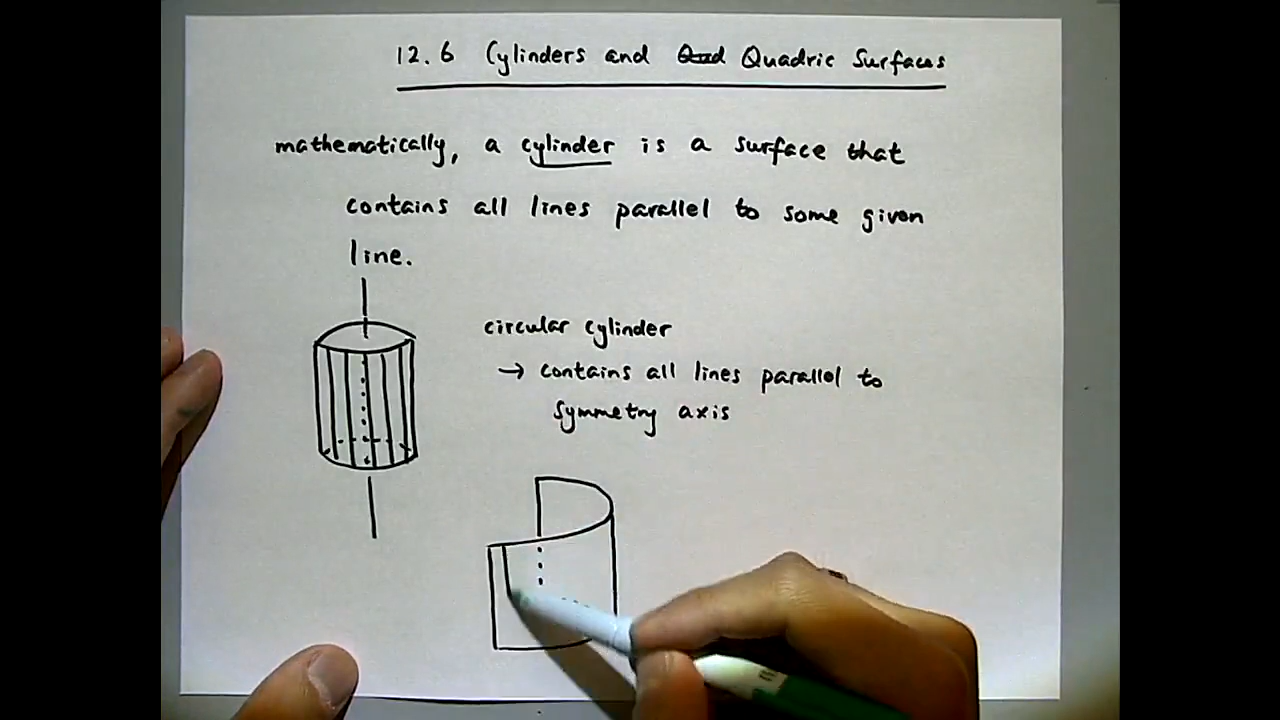 12.6 Cylinders and Quadric Surfaces
mathematically, a cylinder is a surface that
contains all lines parallel to some given
line.
circular cylinder
→ contains all lines parallel to
symmetry axis